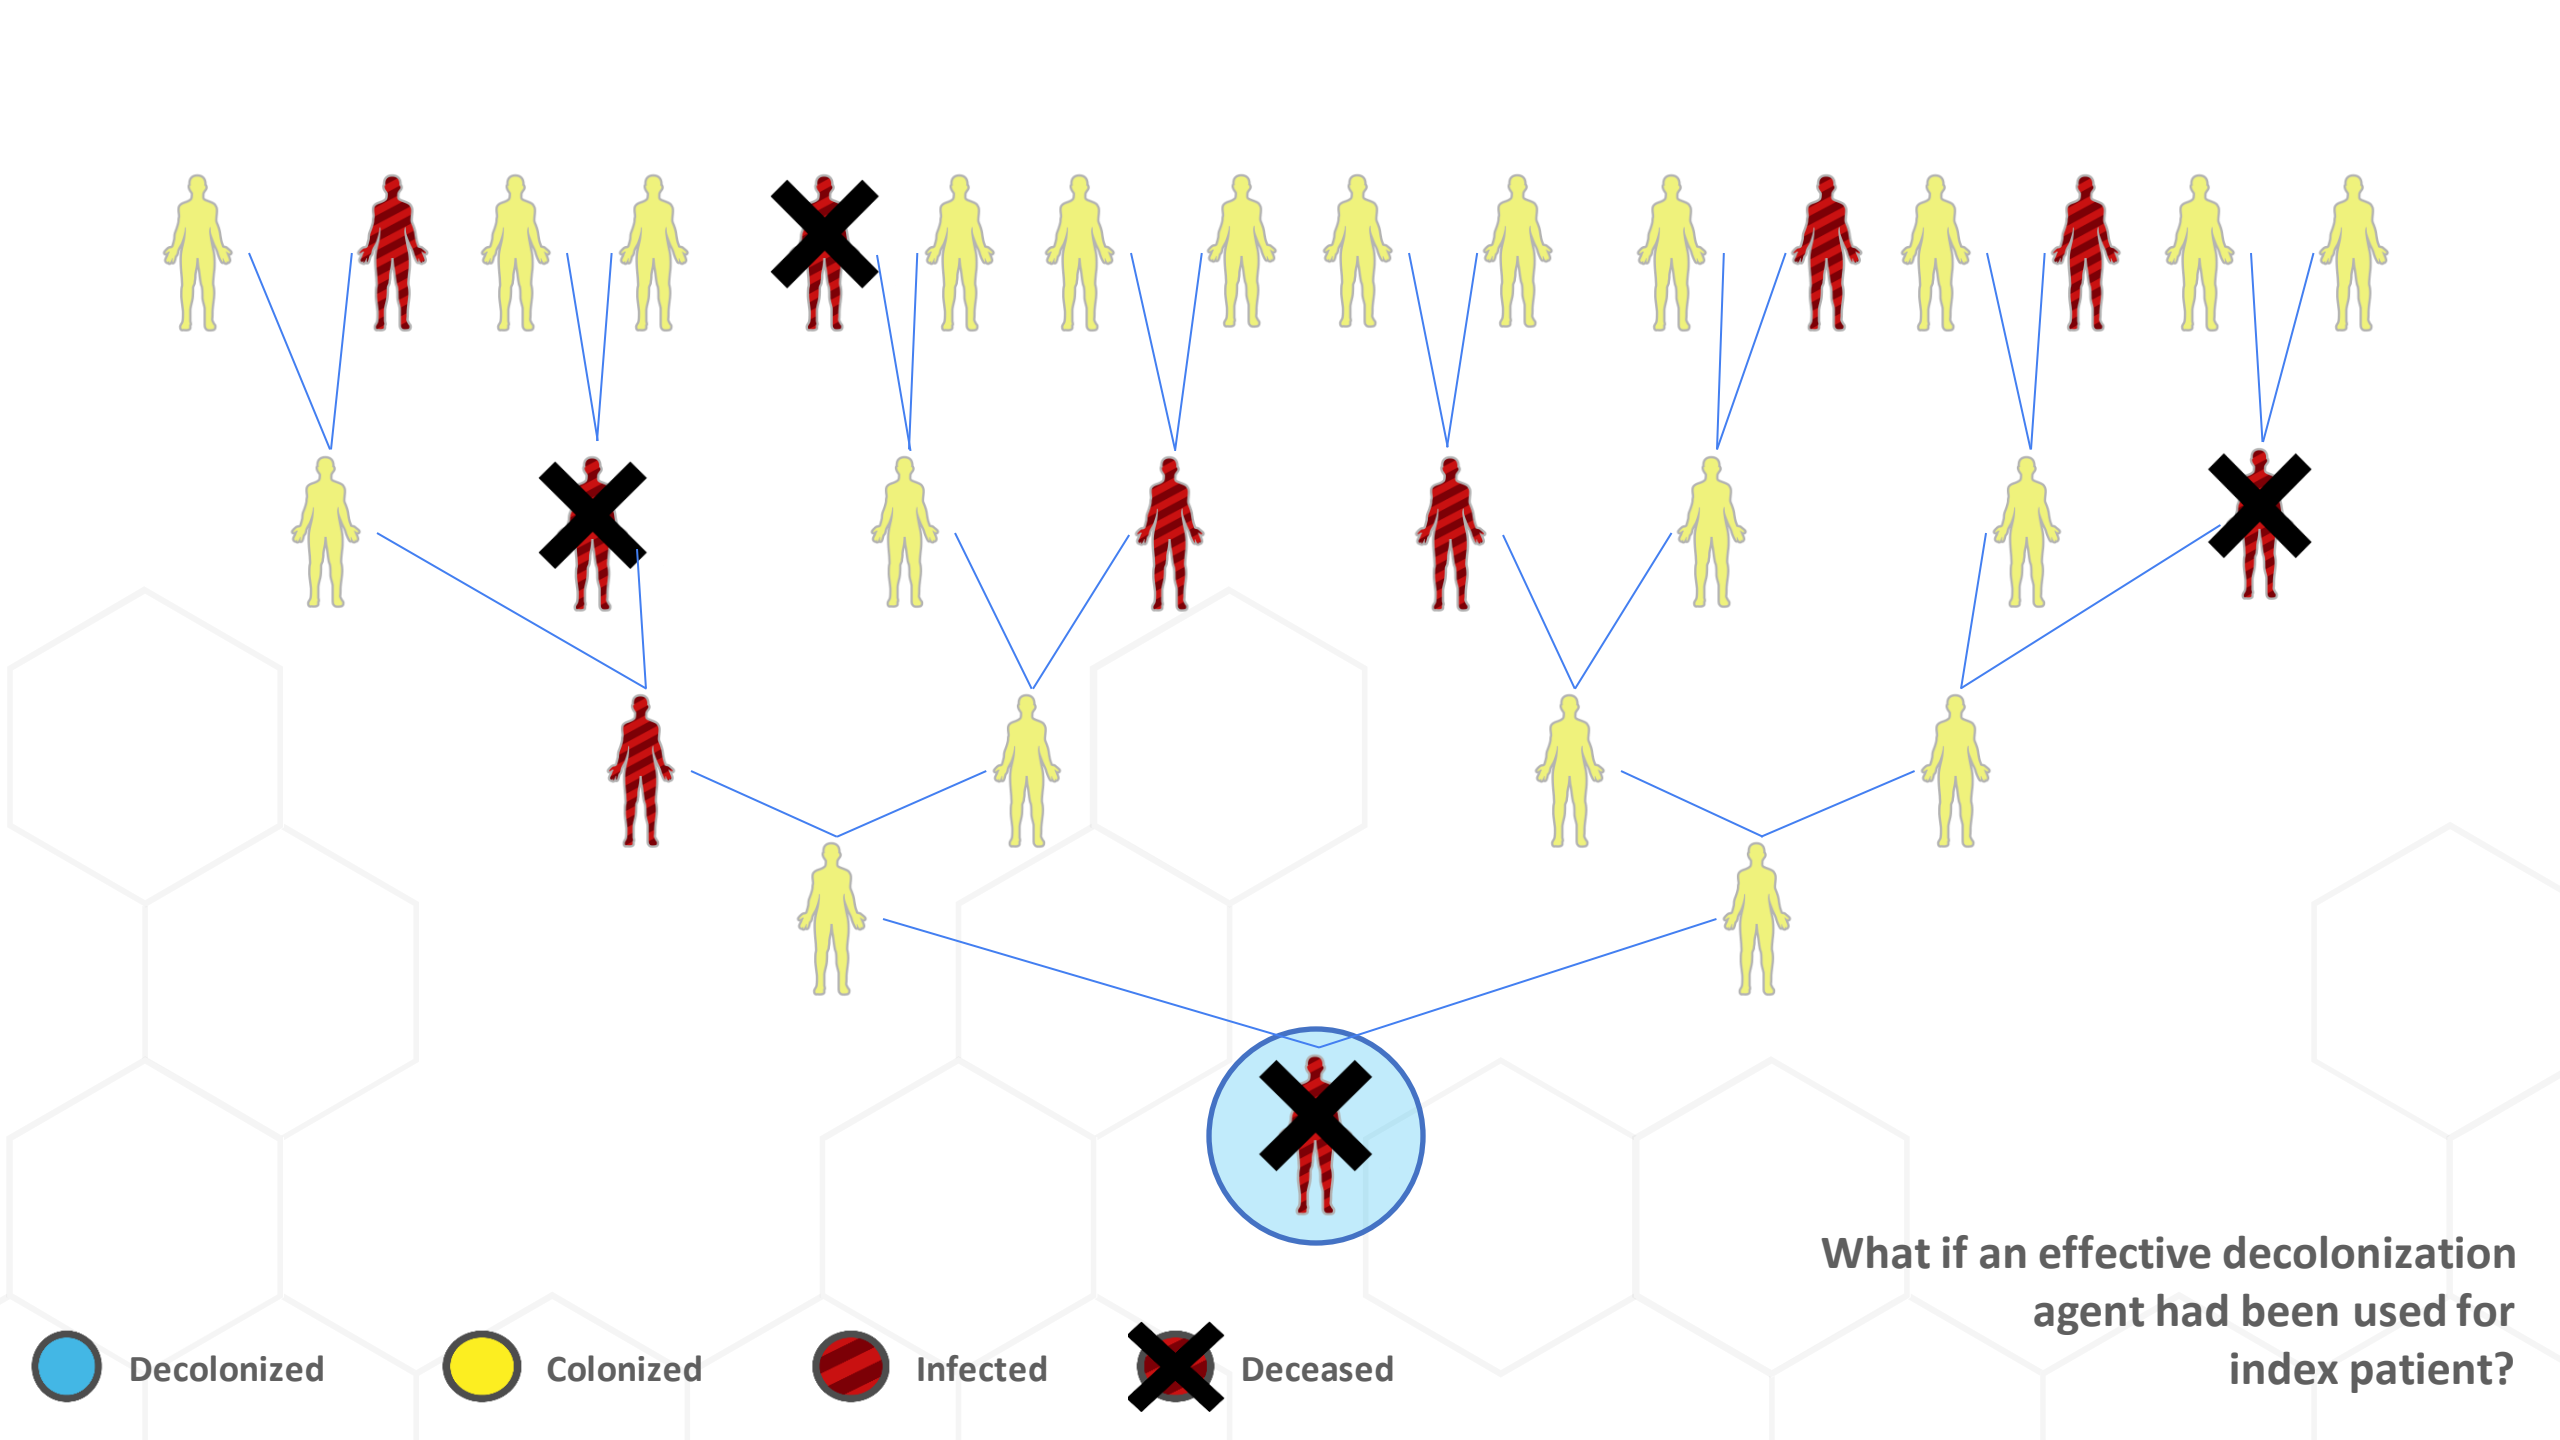 What if an effective decolonization
agent had been used for
index patient?
Decolonized
Colonized
Infected
Deceased